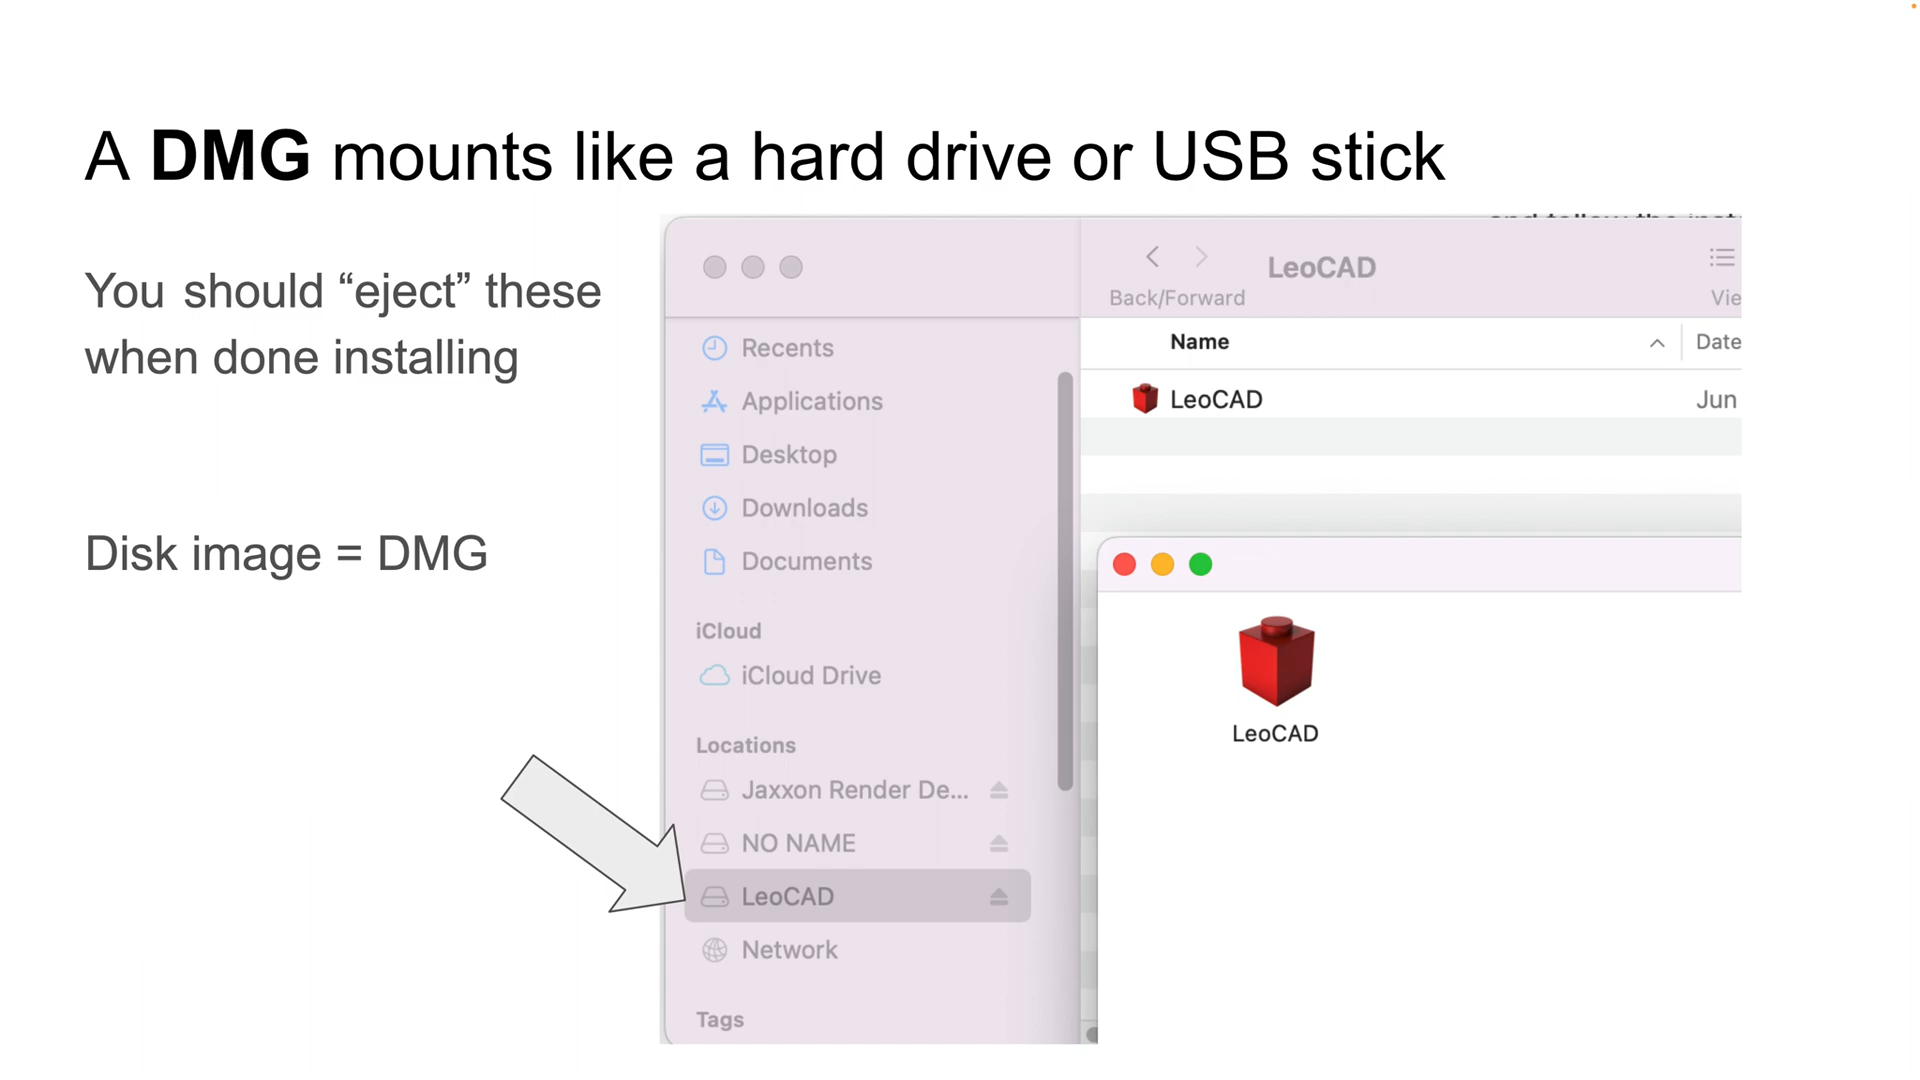 A DMG mounts like a hard drive or USB stick
You should “eject” these
when done installing
Disk image = DMG
LeoCAD
Back/Forward
Vie
Recents
Applications
Desktop
Downloads
Documents
iCloud
iCloud Drive
Locations
Jaxxon Render De...
NO NAME
LeoCAD
Network
Tags
Name
Date
LeoCAD
Jun
LeoCAD